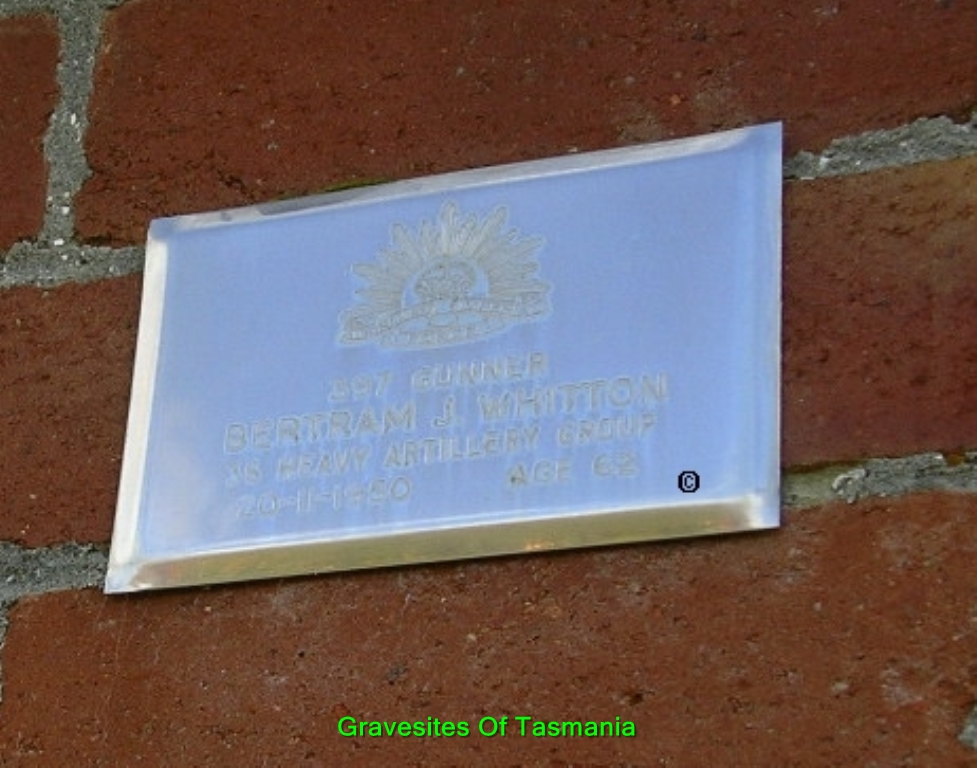 397 GUNNER
BERTRAM J. WHITTON
36 HEAVY ARTILLERY GROUP
20-11-1950 AGE 62
©
Gravesites Of Tasmania